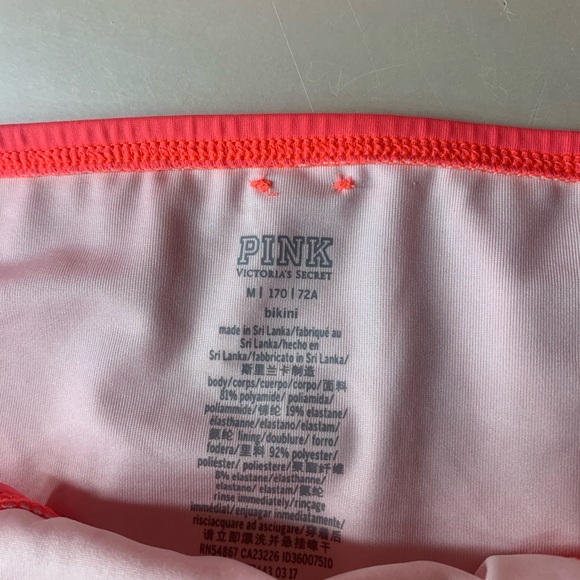 PINK
VICTORIA'S SECRET
M | 170 | 72A
bikini
made in Sri Lanka/fabriqué au
Sri Lanka/hecho en
Sri Lanka/fabbricato in Sri Lanka/
斯里兰卡制造
body/corps/cuerpo/corpo/面料
81% polyamide/ poliamida/
poliammide/锦纶 19% elastane/
élasthanne/elastano/elastam/
氨纶 lining/doublure/ forro/
fodera/里料 92% polyester/
poliéster/ poliestere/聚酯纤维
8% elastane/élasthanne/
elastano/ elastam/氨纶
rinse immediately/rinçage
immédiat/enjuagar inmediatamente/
risciacquare ad asciugare/穿着后
请立即漂洗并悬挂晾干
RN54867 CA23226 ID36007510
03 17